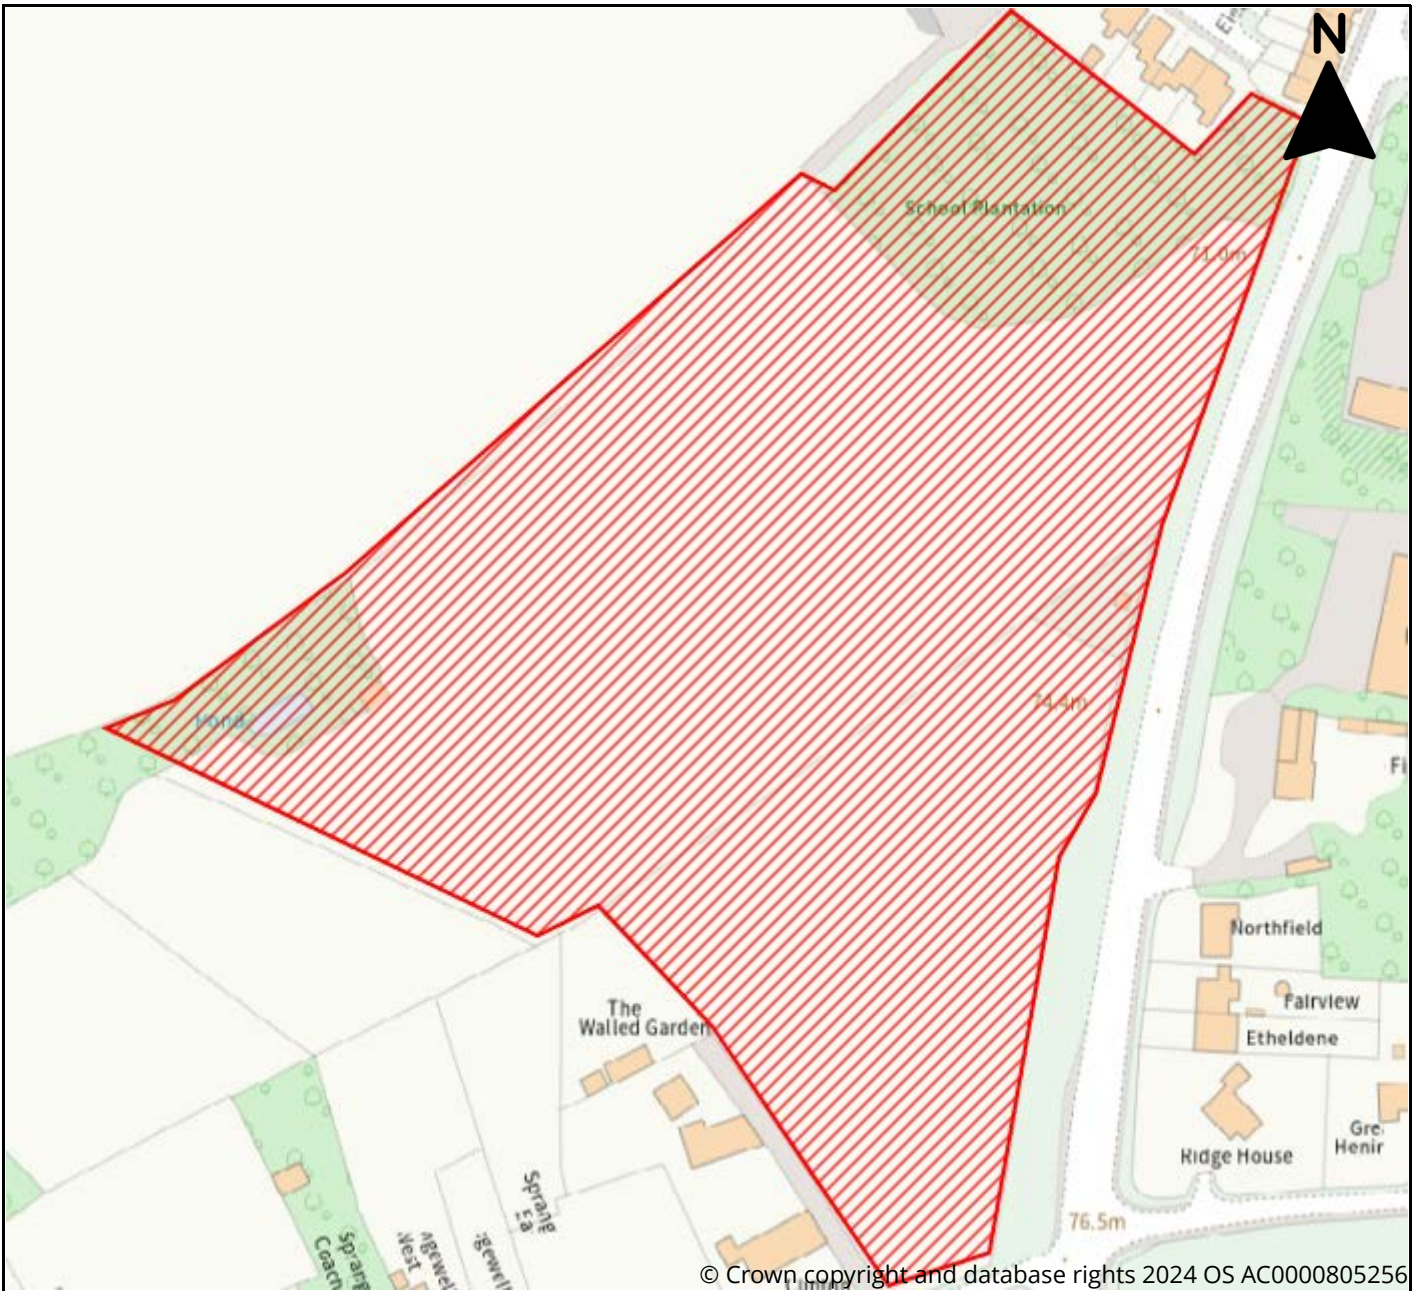 N
School Plantation
71.0m
74.4m
Pond
Northfield
The
Walled Garden
Fairview
Etheldene
Ridge House
76.5m
© Crown copyright and database rights 2024 OS AC0000805256